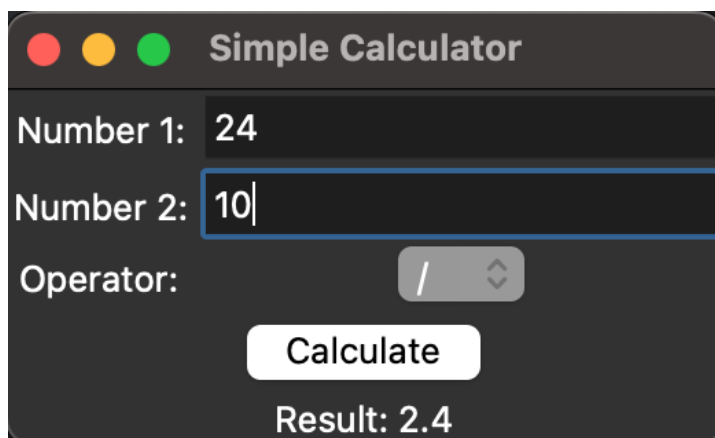 Simple Calculator
Number 1: 24
Number 2: 10
Operator: /
Calculate
Result: 2.4